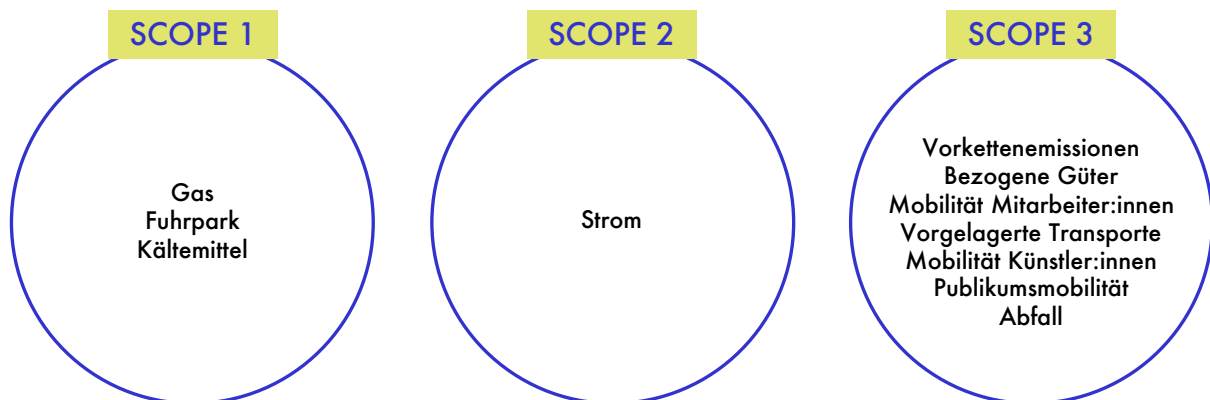 SCOPE 1
Gas
Fuhrpark
Kältemittel
SCOPE 2
Strom
SCOPE 3
Vorkettenemissionen
Bezogene Güter
Mobilität Mitarbeiter:innen
Vorgelagerte Transporte
Mobilität Künstler:innen
Publikumsmobilität
Abfall